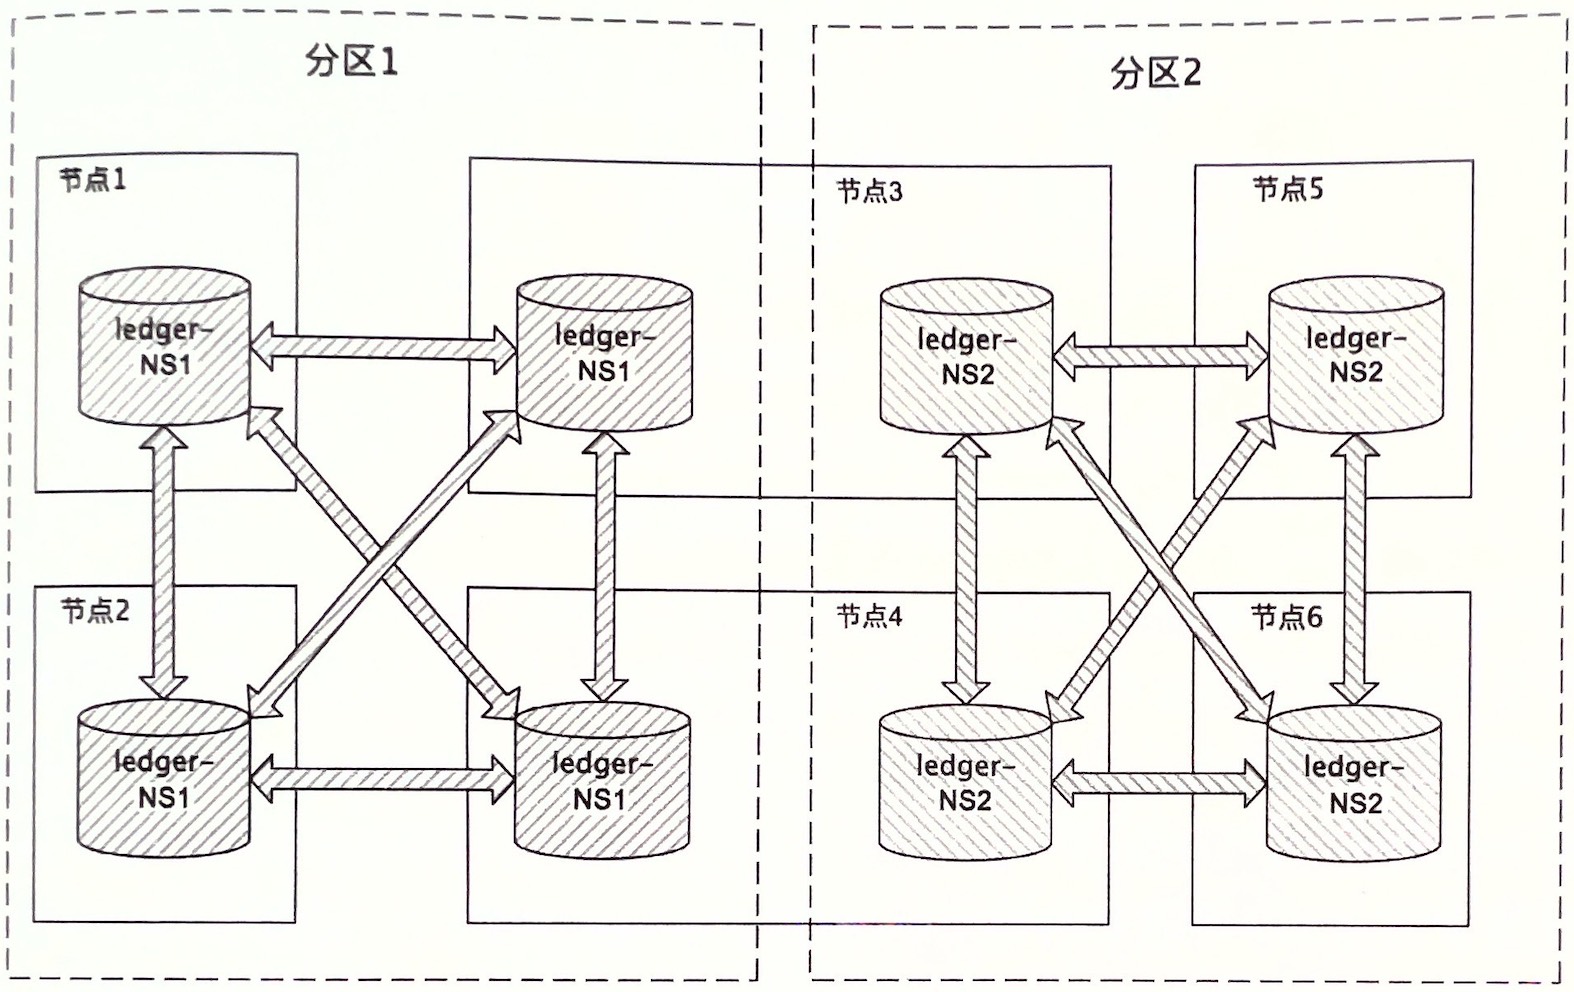 分区1
分区2
节点1
节点3
节点5
ledger-
NS1
ledger-
NS1
ledger-
NS2
ledger-
NS2
节点2
节点4
节点6
ledger-
NS1
ledger-
NS1
ledger-
NS2
ledger-
NS2